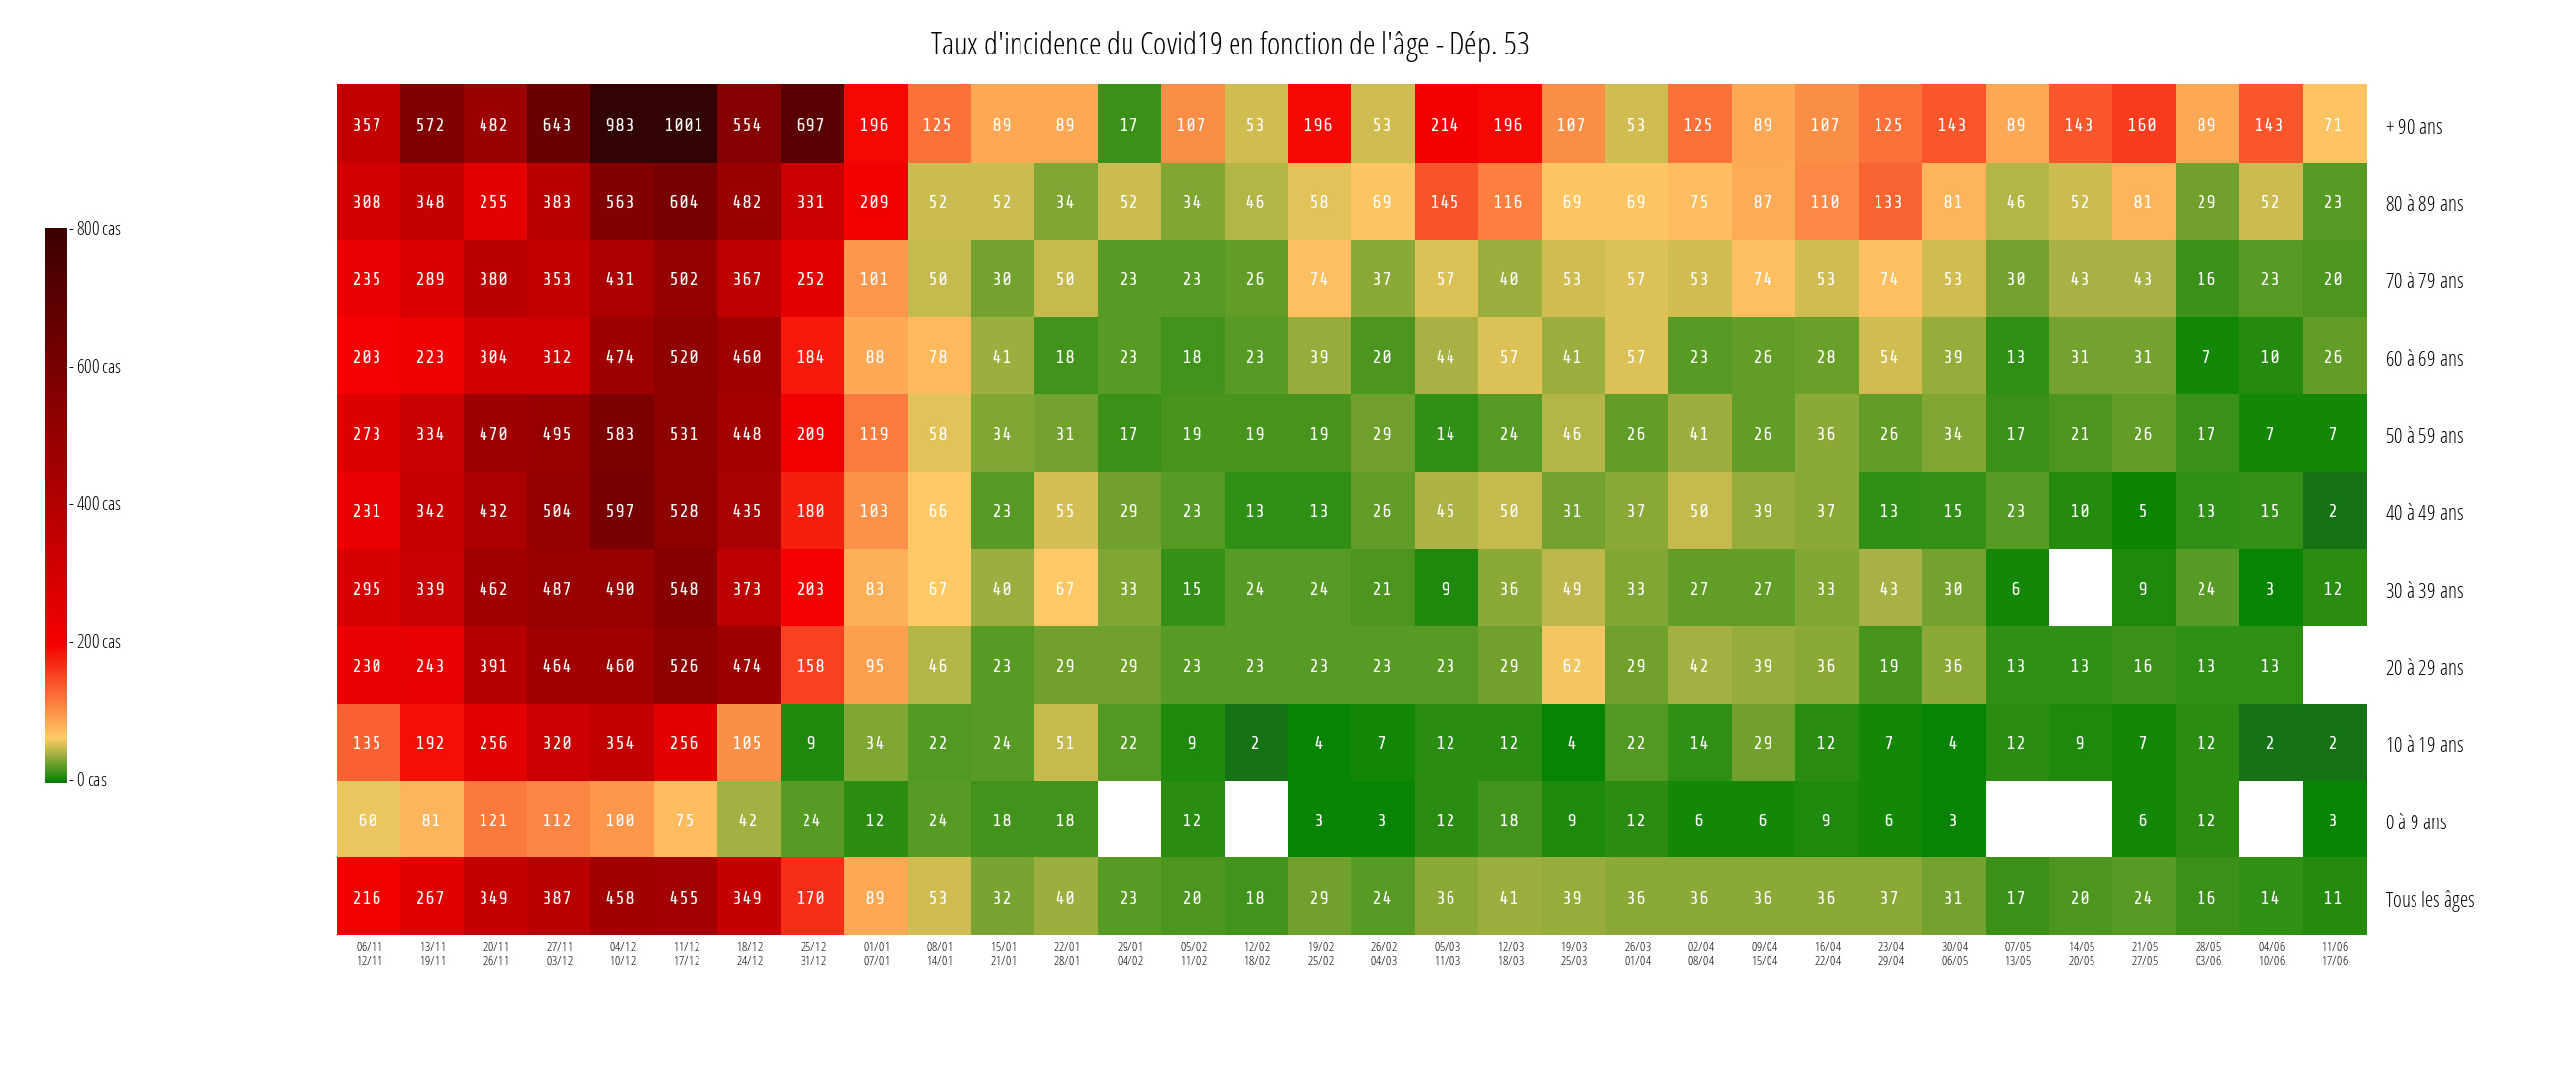 Taux d'incidence du Covid19 en fonction de l'âge - Dép. 53
- 800 cas
- 600 cas
- 400 cas
- 200 cas
- 0 cas
357 572 482 643 983 1001 554 697 196 125 89 89 17 107 53 196 53 214 196 107 53 125 89 107 125 143 89 143 160 89 143 71 + 90 ans
308 348 255 383 563 604 482 331 209 52 52 34 52 34 46 58 69 145 116 69 69 75 87 110 133 81 46 52 81 29 52 23 80 à 89 ans
235 289 380 353 431 502 367 252 101 50 30 50 23 23 26 74 37 57 40 53 57 53 74 53 74 53 30 43 43 16 23 20 70 à 79 ans
203 223 304 312 474 520 460 184 88 78 41 18 23 18 23 39 20 44 57 41 57 23 26 28 54 39 13 31 31 7 10 26 60 à 69 ans
273 334 470 495 583 531 448 209 119 58 34 31 17 19 19 19 29 14 24 46 26 41 26 36 26 34 17 21 26 17 7 7 50 à 59 ans
231 342 432 504 597 528 435 180 103 66 23 55 29 23 13 13 26 45 50 31 37 50 39 37 13 15 23 10 5 13 15 2 40 à 49 ans
295 339 462 487 490 548 373 203 83 67 40 67 33 15 24 24 21 9 36 49 33 27 27 33 43 30 6 9 24 3 12 30 à 39 ans
230 243 391 464 460 526 474 158 95 46 23 29 29 23 23 23 23 23 29 62 29 42 39 36 19 36 13 13 16 13 13 20 à 29 ans
135 192 256 320 354 256 105 9 34 22 24 51 22 9 2 4 7 12 12 4 22 14 29 12 7 4 12 9 7 12 2 2 10 à 19 ans
60 81 121 112 100 75 42 24 12 24 18 18 12 3 3 12 18 9 12 6 6 9 6 3 6 12 3 0 à 9 ans
216 267 349 387 458 455 349 170 89 53 32 40 23 20 18 29 24 36 41 39 36 36 36 36 37 31 17 20 24 16 14 11 Tous les âges
06/11 13/11 20/11 27/11 04/12 11/12 18/12 25/12 01/01 08/01 15/01 22/01 29/01 05/02 12/02 19/02 26/02 05/03 12/03 19/03 26/03 02/04 09/04 16/04 23/04 30/04 07/05 14/05 21/05 28/05 04/06 11/06
12/11 19/11 26/11 03/12 10/12 17/12 24/12 31/12 07/01 14/01 21/01 28/01 04/02 11/02 18/02 25/02 04/03 11/03 18/03 25/03 01/04 08/04 15/04 22/04 29/04 06/05 13/05 20/05 27/05 03/06 10/06 17/06